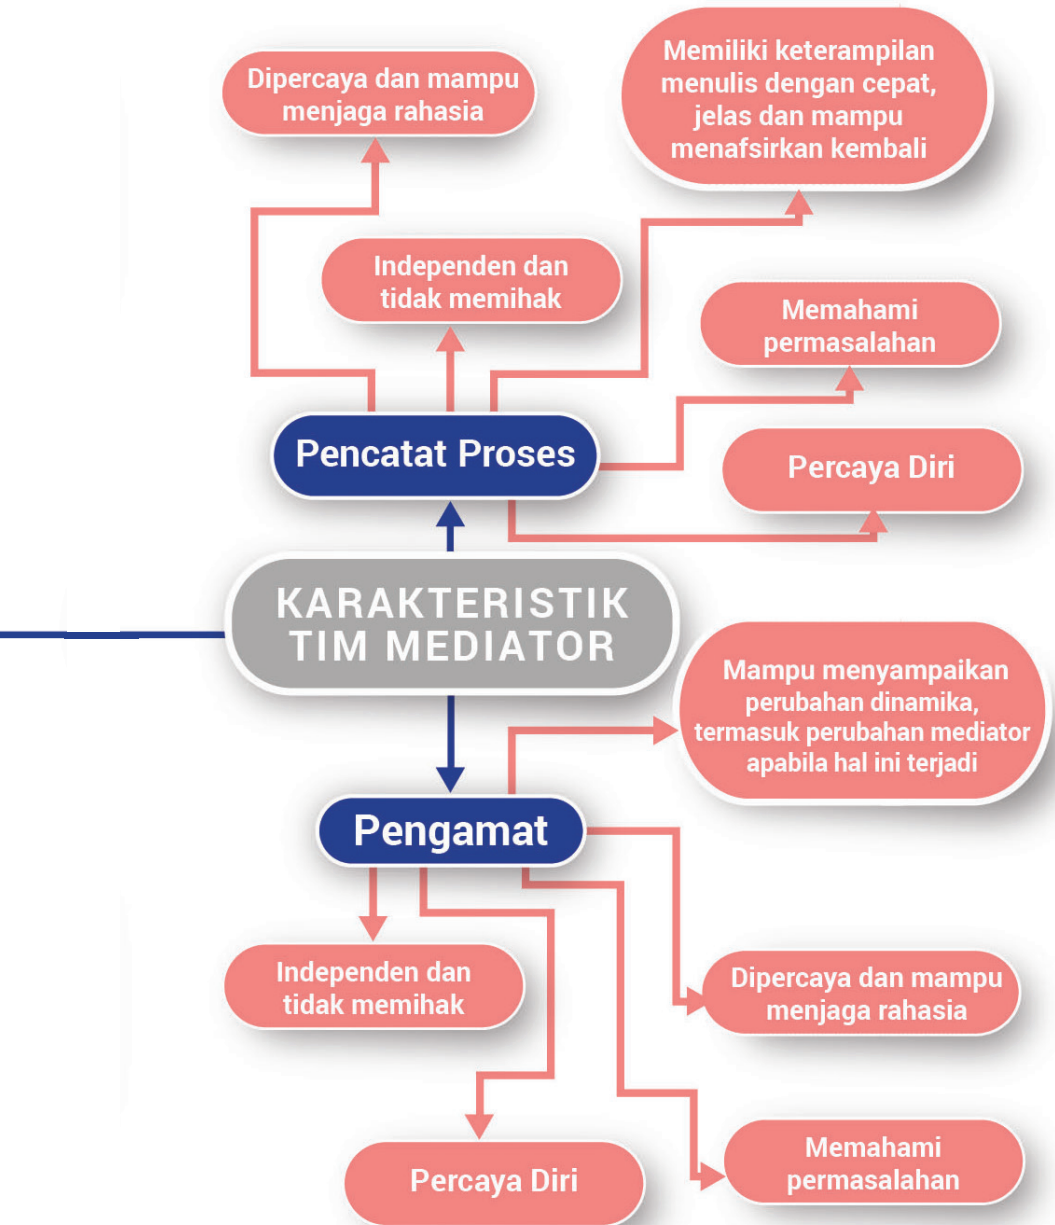 Dipercaya dan mampu
menjaga rahasia
Memiliki keterampilan
menulis dengan cepat,
jelas dan mampu
menafsirkan kembali
Independen dan
tidak memihak
Memahami
permasalahan
Pencatat Proses
Percaya Diri
KARAKTERISTIK
TIM MEDIATOR
Mampu menyampaikan
perubahan dinamika,
termasuk perubahan mediator
apabila hal ini terjadi
Pengamat
Independen dan
tidak memihak
Dipercaya dan mampu
menjaga rahasia
Percaya Diri
Memahami
permasalahan